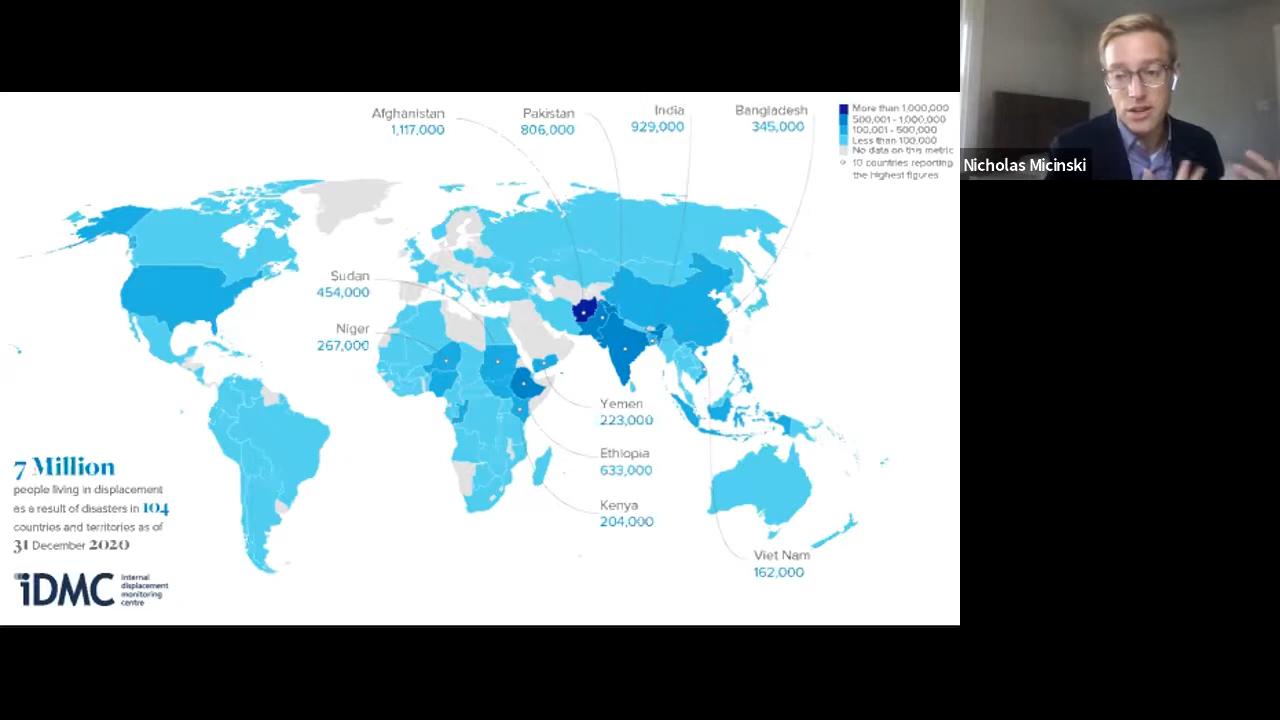 Afghanistan
1,117,000
Pakistan
806,000
India
929,000
Bangladesh
345,000
More than 1,000,000
500,001 - 1,000,000
100,001 - 500,000
Less than 100,000
No data on this metric
10 countries reporting
the highest figures
Nicholas Micinski
Sudan
454,000
Niger
267,000
Yemen
223,000
Ethiopia
633,000
Kenya
204,000
Viet Nam
162,000
7 Million
people living in displacement
as a result of disasters in 104
countries and territories as of
31 December 2020
iDMC
internal
displacement
monitoring
centre